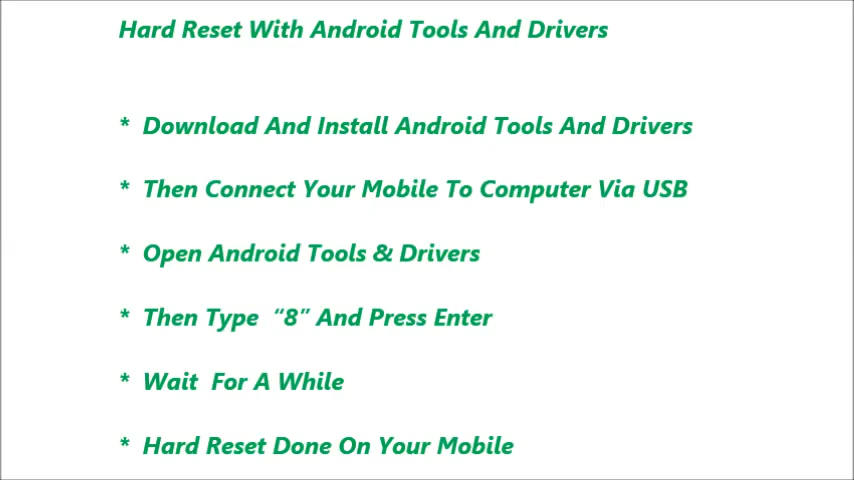 Hard Reset With Android Tools And Drivers
* Download And Install Android Tools And Drivers
* Then Connect Your Mobile To Computer Via USB
* Open Android Tools & Drivers
* Then Type “8” And Press Enter
* Wait For A While
* Hard Reset Done On Your Mobile